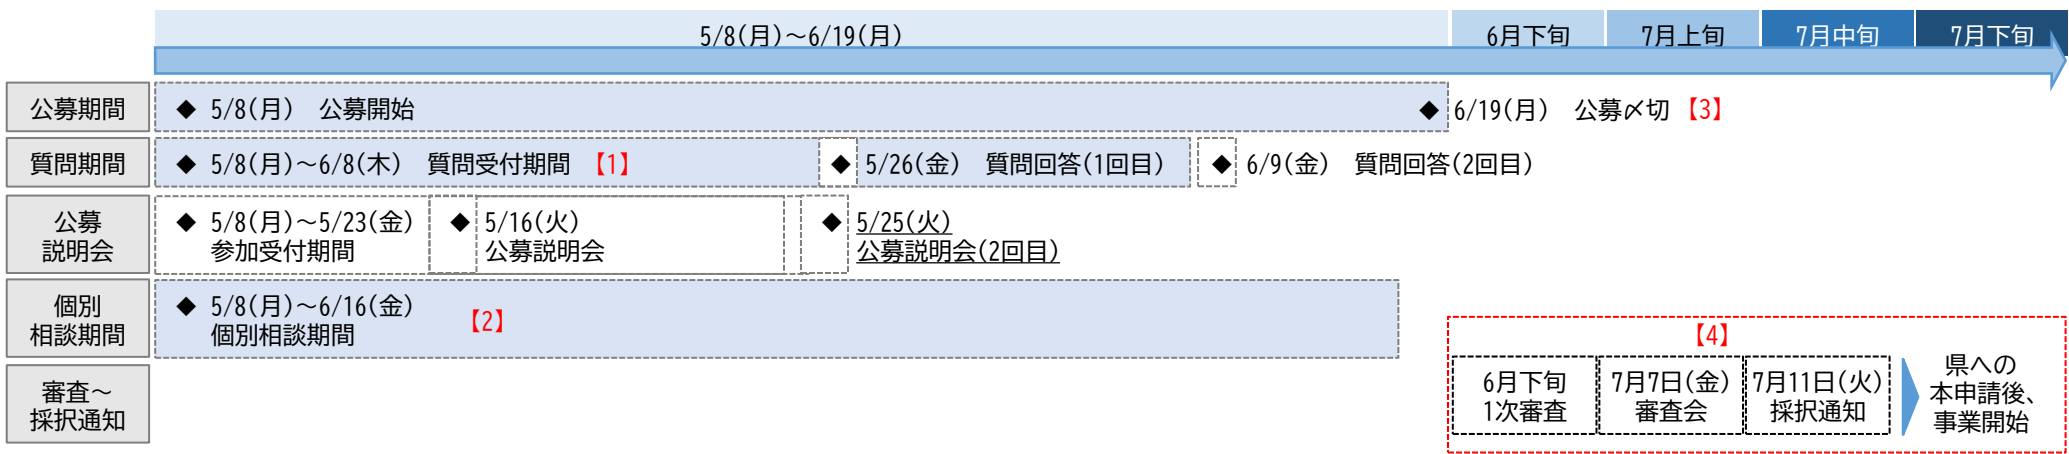 5/8(月)～6/19(月)
6月下旬
7月上旬
7月中旬
7月下旬
公募期間
◆ 5/8(月) 公募開始
◆ 6/19(月) 公募〆切【3】
質問期間
◆ 5/8(月)～6/8(木) 質問受付期間 【1】
◆ 5/26(金) 質問回答(1回目)
◆ 6/9(金) 質問回答(2回目)
公募
説明会
◆ 5/8(月)～5/23(金)
参加受付期間
◆ 5/16(火)
公募説明会
◆ 5/25(火)
公募説明会(2回目)
個別
相談期間
◆ 5/8(月)～6/16(金)
個別相談期間
【2】
審査～
採択通知
【4】
6月下旬
1次審査
7月7日(金)
審査会
7月11日(火)
採択通知
県への
本申請後、
事業開始